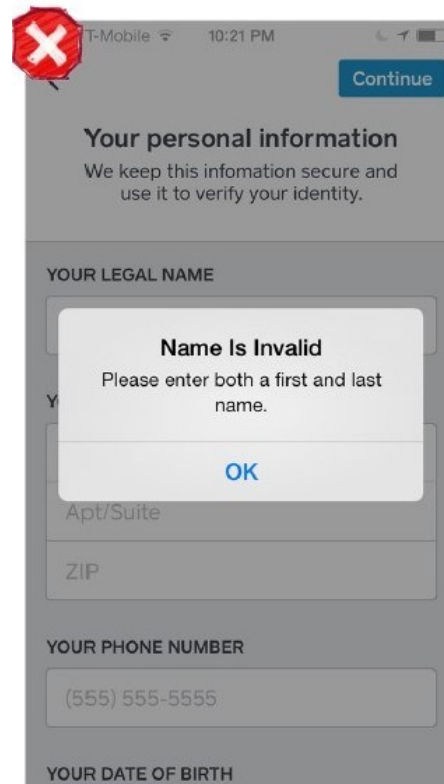 T-Mobile 10:21 PM
Continue
Your personal information
We keep this infomation secure and
use it to verify your identity.
YOUR LEGAL NAME
Name Is Invalid
Please enter both a first and last
name.
OK
Apt/Suite
ZIP
YOUR PHONE NUMBER
(555) 555-5555
YOUR DATE OF BIRTH